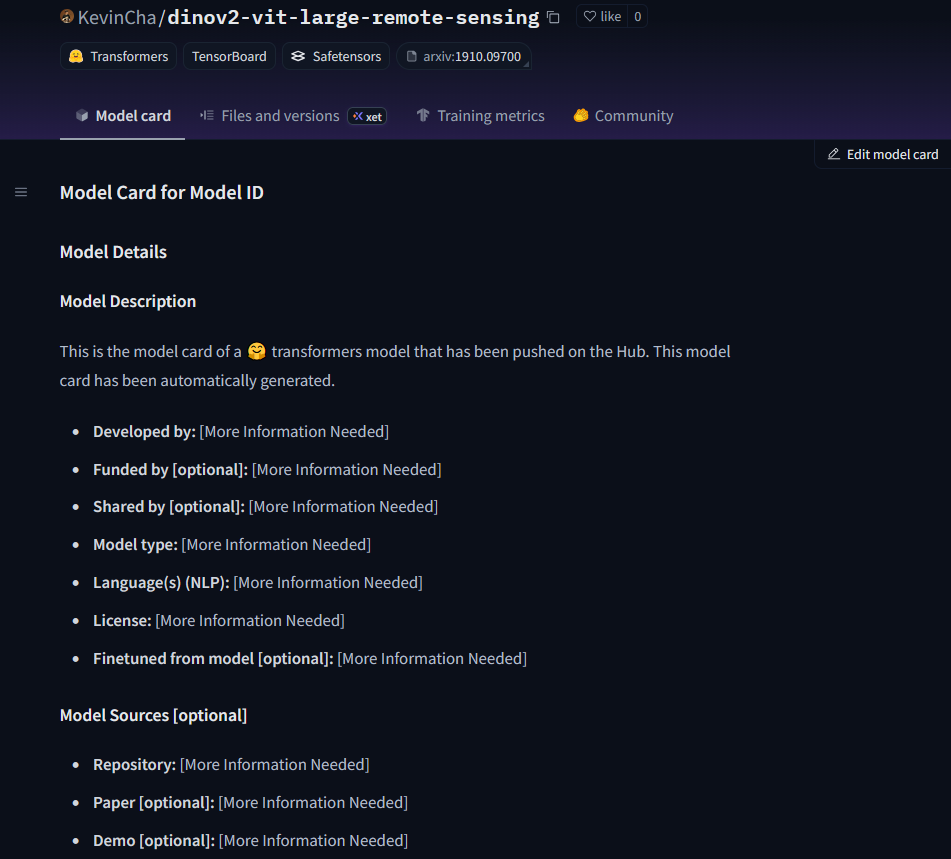 KevinCha/dinov2-vit-large-remote-sensing like 0
Transformers TensorBoard Safetensors arxiv:1910.09700
Model card Files and versions xet Training metrics Community
Edit model card
Model Card for Model ID
Model Details
Model Description
This is the model card of a 🤗 transformers model that has been pushed on the Hub. This model
card has been automatically generated.
• Developed by: [More Information Needed]
• Funded by [optional]: [More Information Needed]
• Shared by [optional]: [More Information Needed]
• Model type: [More Information Needed]
• Language(s) (NLP): [More Information Needed]
• License: [More Information Needed]
• Finetuned from model [optional]: [More Information Needed]
Model Sources [optional]
• Repository: [More Information Needed]
• Paper [optional]: [More Information Needed]
• Demo [optional]: [More Information Needed]